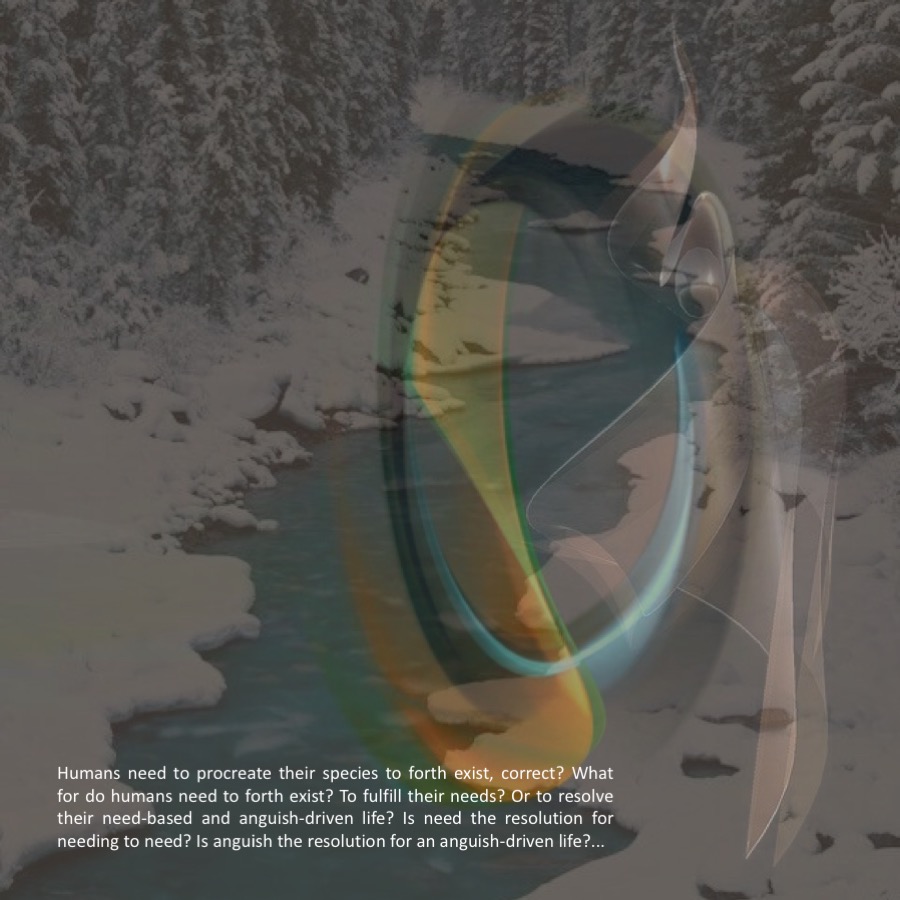 Humans need to procreate their species to forth exist, correct? What
for do humans need to forth exist? To fulfill their needs? Or to resolve
their need-based and anguish-driven life? Is need the resolution for
needing to need? Is anguish the resolution for an anguish-driven life?...